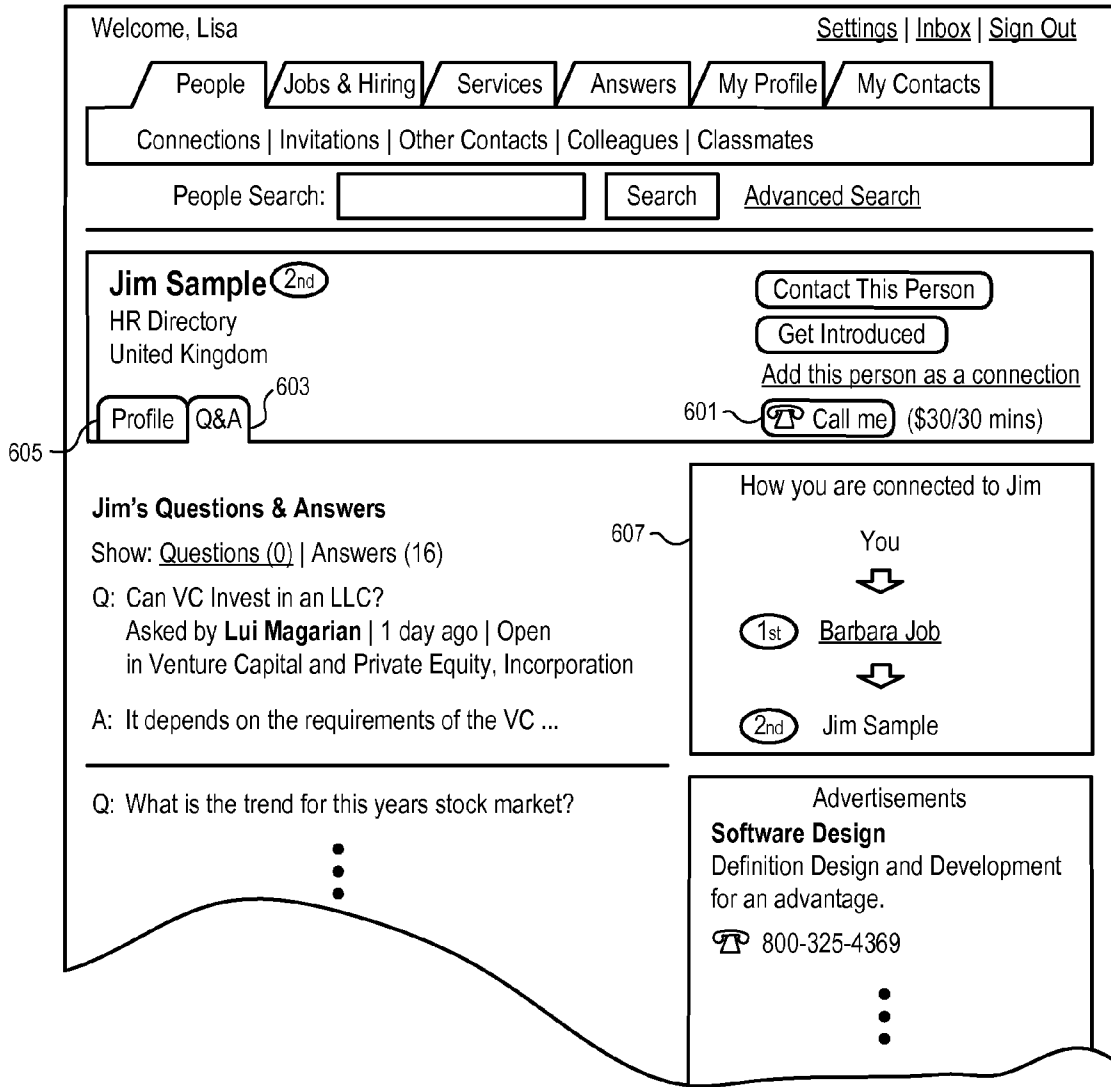 Welcome, Lisa
Settings | Inbox | Sign Out
People Jobs & Hiring Services Answers My Profile My Contacts
Connections | Invitations | Other Contacts | Colleagues | Classmates
People Search: Search Advanced Search
Jim Sample 2nd
HR Directory
United Kingdom
Contact This Person
Get Introduced
Add this person as a connection
601 Call me ($30/30 mins)
603
Profile Q&A
605
Jim's Questions & Answers
Show: Questions (0) | Answers (16)
Q: Can VC Invest in an LLC?
Asked by Lui Magarian | 1 day ago | Open
in Venture Capital and Private Equity, Incorporation
A: It depends on the requirements of the VC ...
Q: What is the trend for this years stock market?
607
How you are connected to Jim
You
1st Barbara Job
2nd Jim Sample
Advertisements
Software Design
Definition Design and Development
for an advantage.
800-325-4369